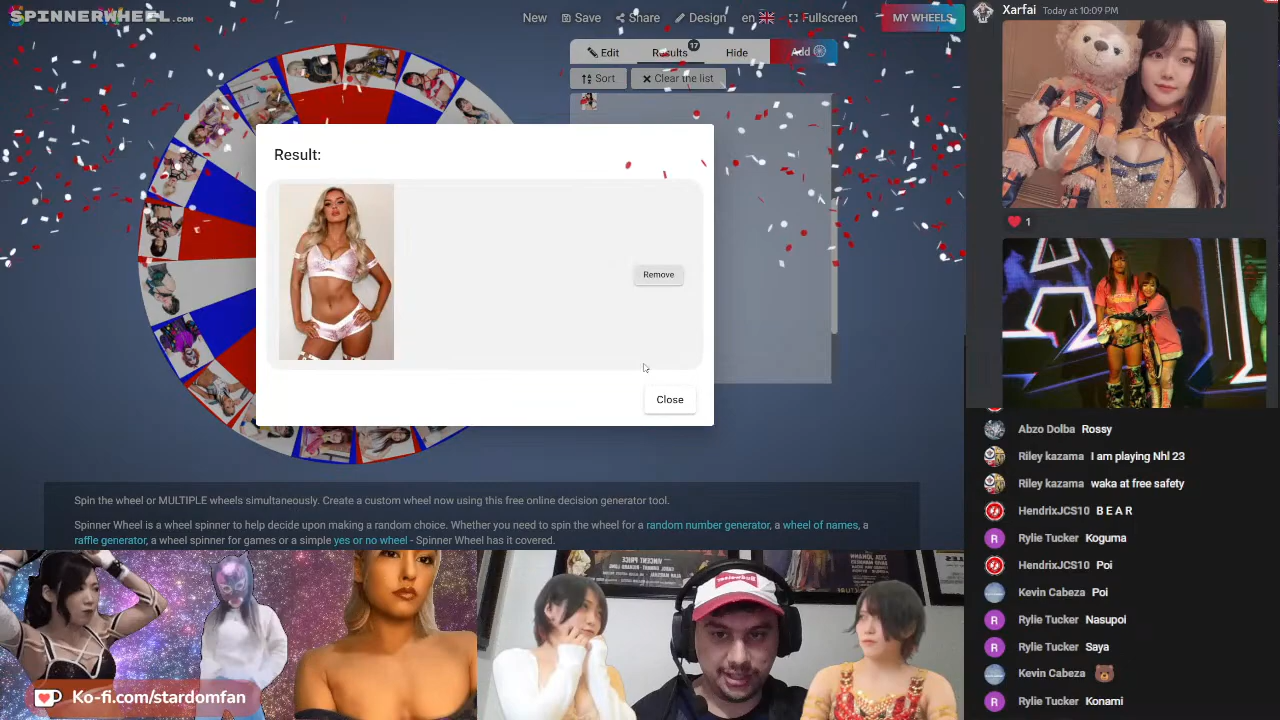 SPINNERWHEEL.COM
New
Save
Share
Design
en
Fullscreen
MY WHEELS
Edit
Results
17
Hide
Add
Sort
Clear the list
Result:
Remove
Close
Spin the wheel or MULTIPLE wheels simultaneously. Create a custom wheel now using this free online decision generator tool.
Spinner Wheel is a wheel spinner to help decide upon making a random choice. Whether you need to spin the wheel for a random number generator, a wheel of names, a
raffle generator, a wheel spinner for games or a simple yes or no wheel - Spinner Wheel has it covered.
Xarfai Today at 10:09 PM
1
Abzo Dolba Rossy
Riley kazama I am playing Nhl 23
Riley kazama waka at free safety
HendrixJCS10 B E A R
Rylie Tucker Koguma
HendrixJCS10 Poi
Kevin Cabeza Poi
Rylie Tucker Nasupoi
Rylie Tucker Saya
Kevin Cabeza
Rylie Tucker Konami
Ko-fi.com/stardomfan